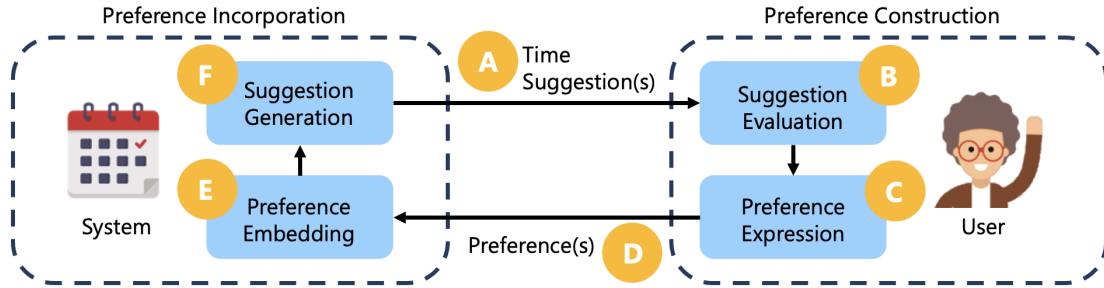 Preference Incorporation
Preference Construction
F
Suggestion
Generation
A
Time
Suggestion(s)
B
Suggestion
Evaluation
System
E
Preference
Embedding
Preference(s)
D
C
Preference
Expression
User